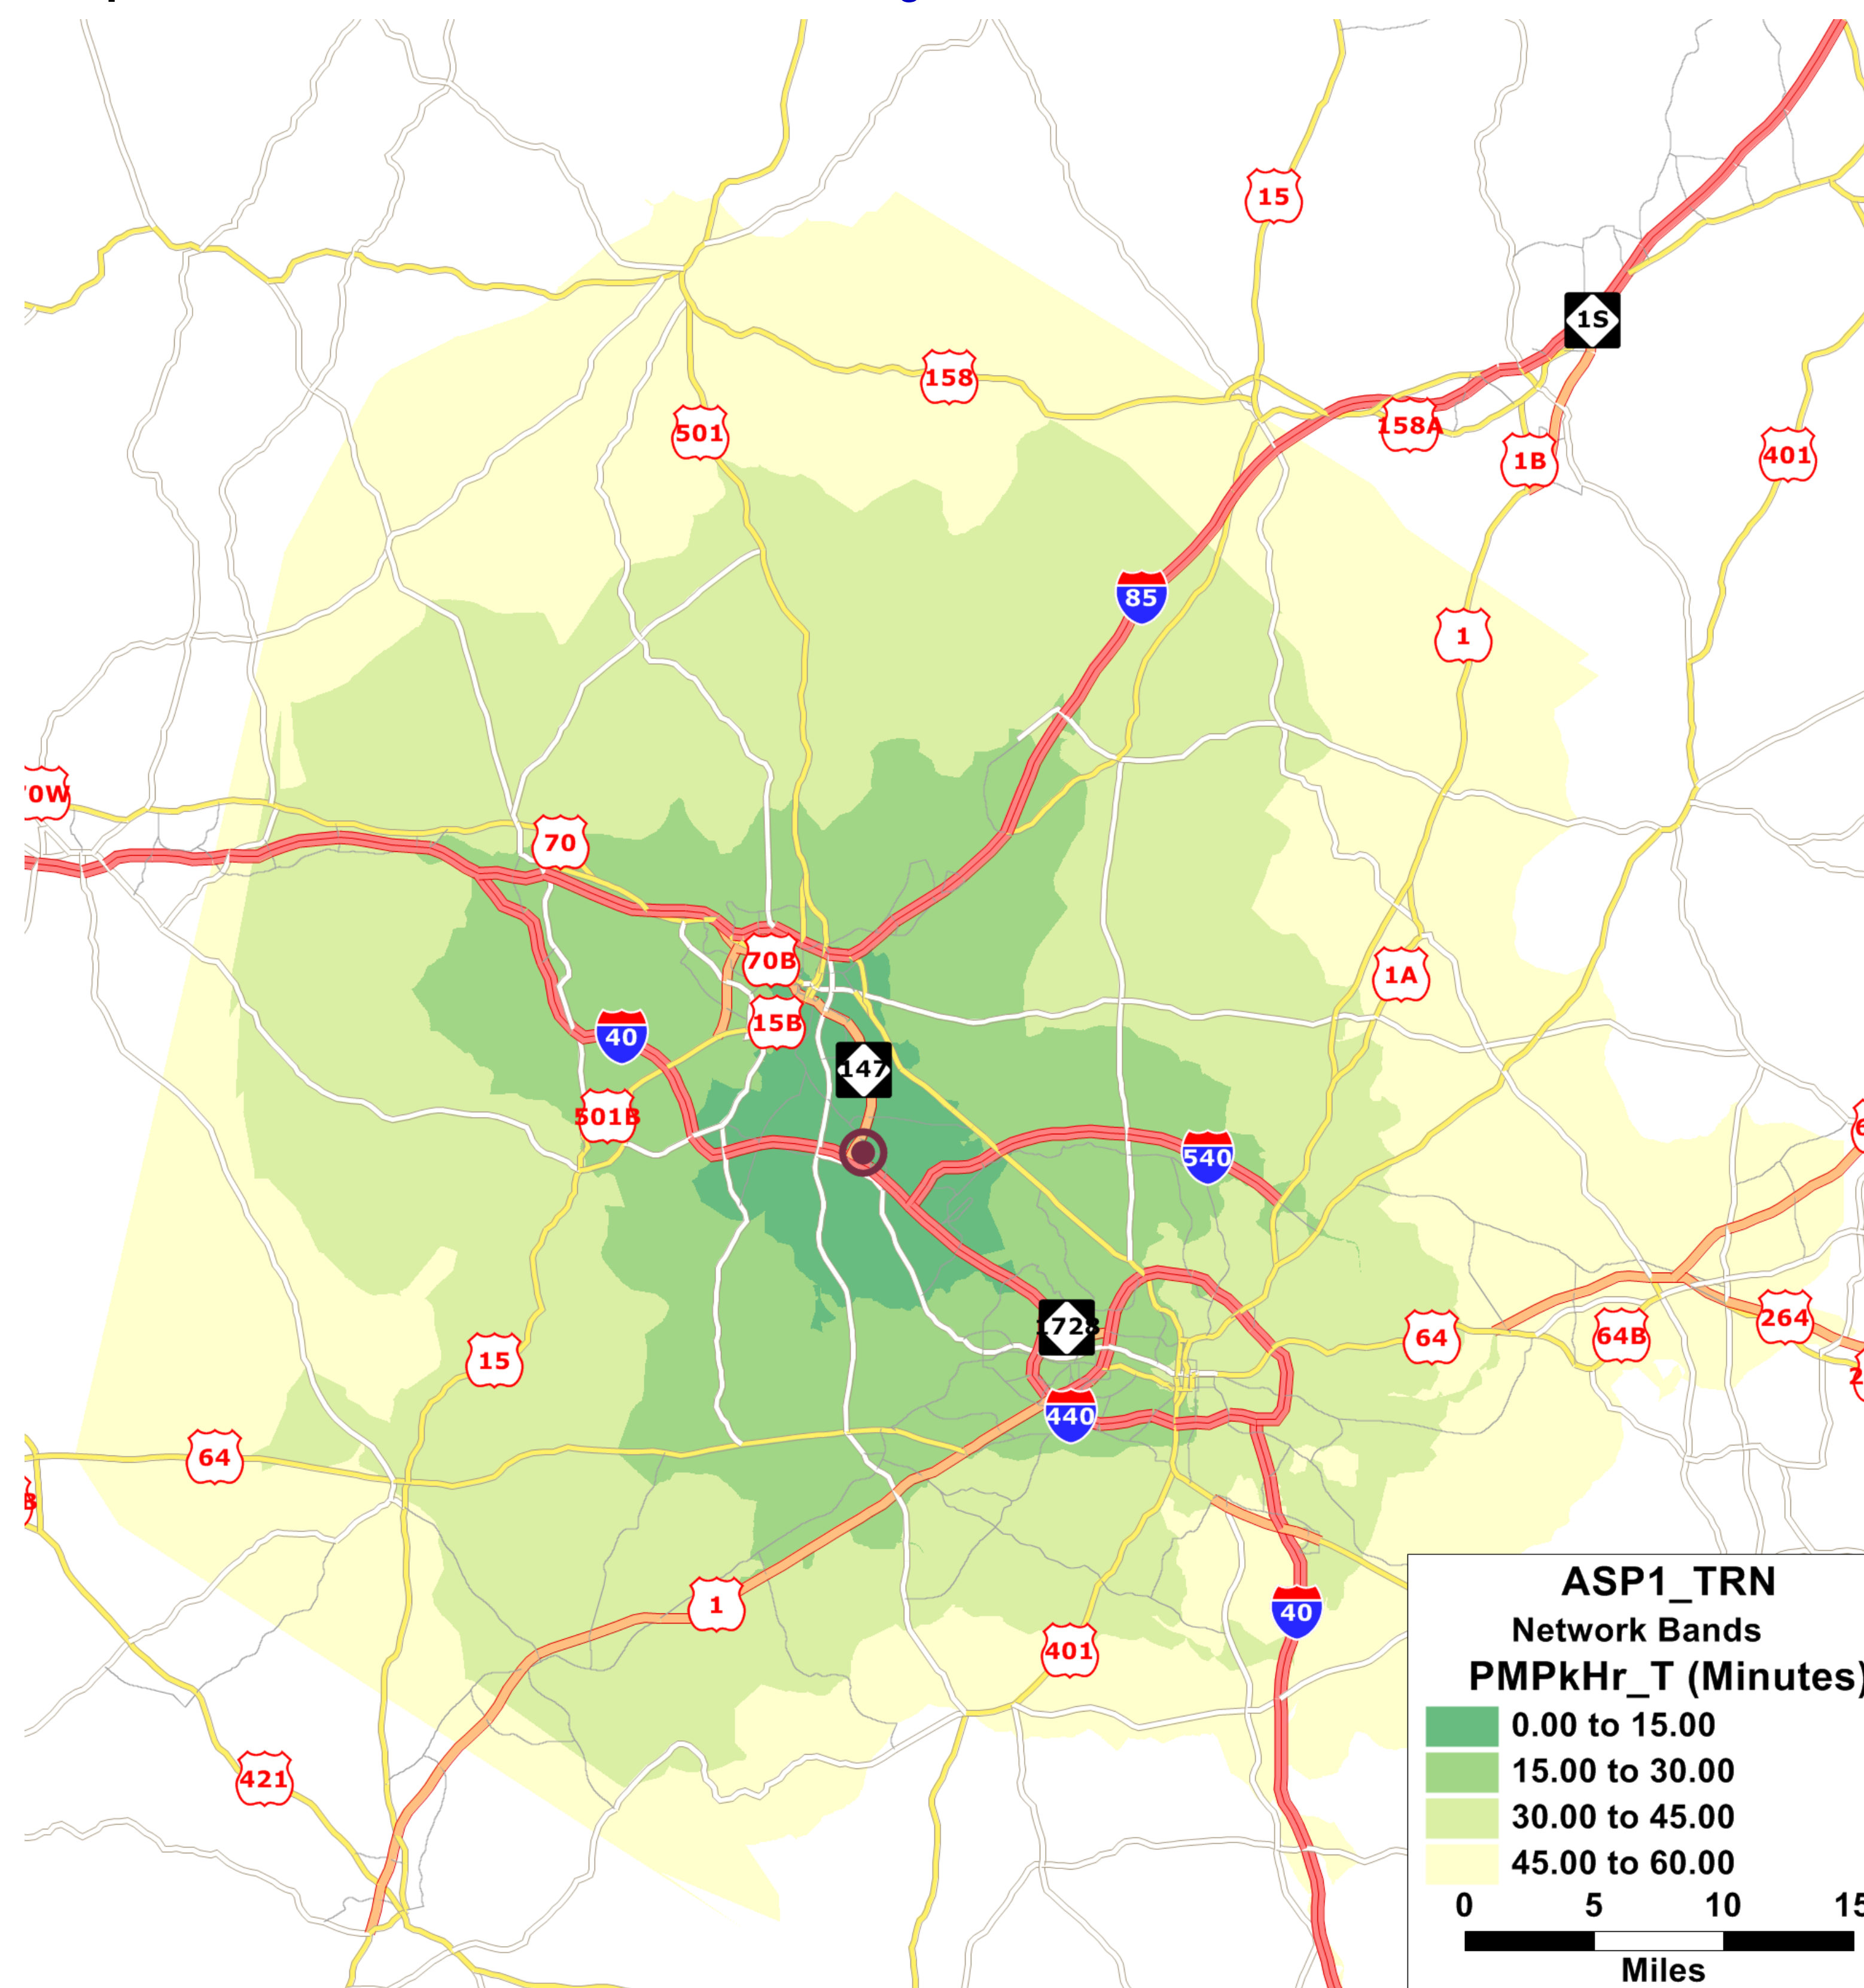 15
1S
158
158A
501
1B
401
85
1
70
70B
1A
15B
40
147
501B
540
1728
264
64
64B
15
440
64
1
40
401
421
ASP1_TRN
Network Bands
PMPkHr_T (Minutes)
0.00 to 15.00
15.00 to 30.00
30.00 to 45.00
45.00 to 60.00
0 5 10 15
Miles